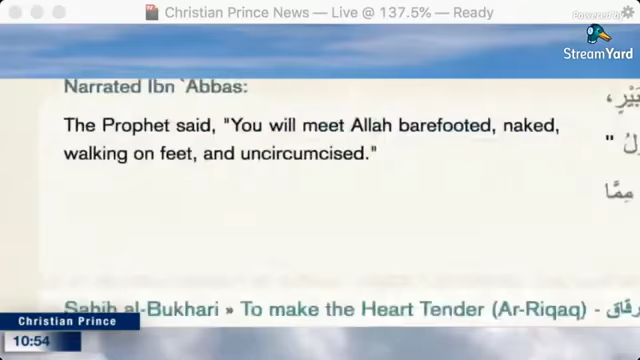 Christian Prince News — Live @ 137.5% — Ready
Powered by
StreamYard
Narrated Ibn `Abbas:
The Prophet said, "You will meet Allah barefooted, naked,
walking on feet, and uncircumcised."
مِمَّا
Sahih al-Bukhari » To make the Heart Tender (Ar-Riqaq) -
Christian Prince
10:54